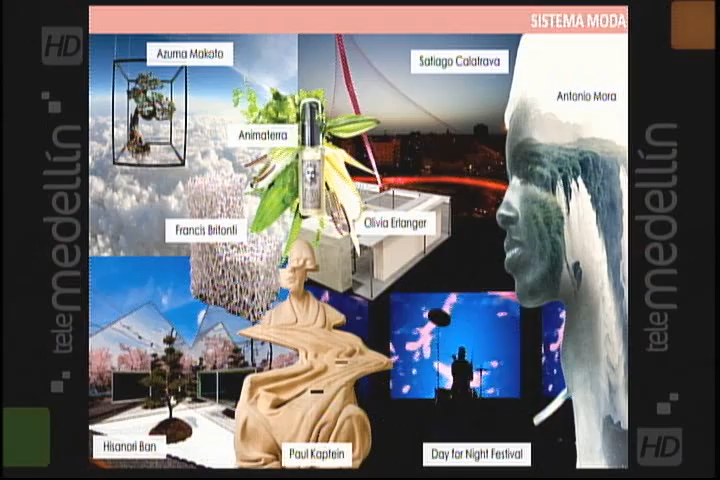 SISTEMA MODA
HD
Azuma Makoto
Satiago Calatrava
Antonio Mora
Animaterra
Francis Britonti
Olivia Erlanger
telemedellín
telemedellín
Hisanori Ban
Paul Kaptein
Day for Night Festival
HD